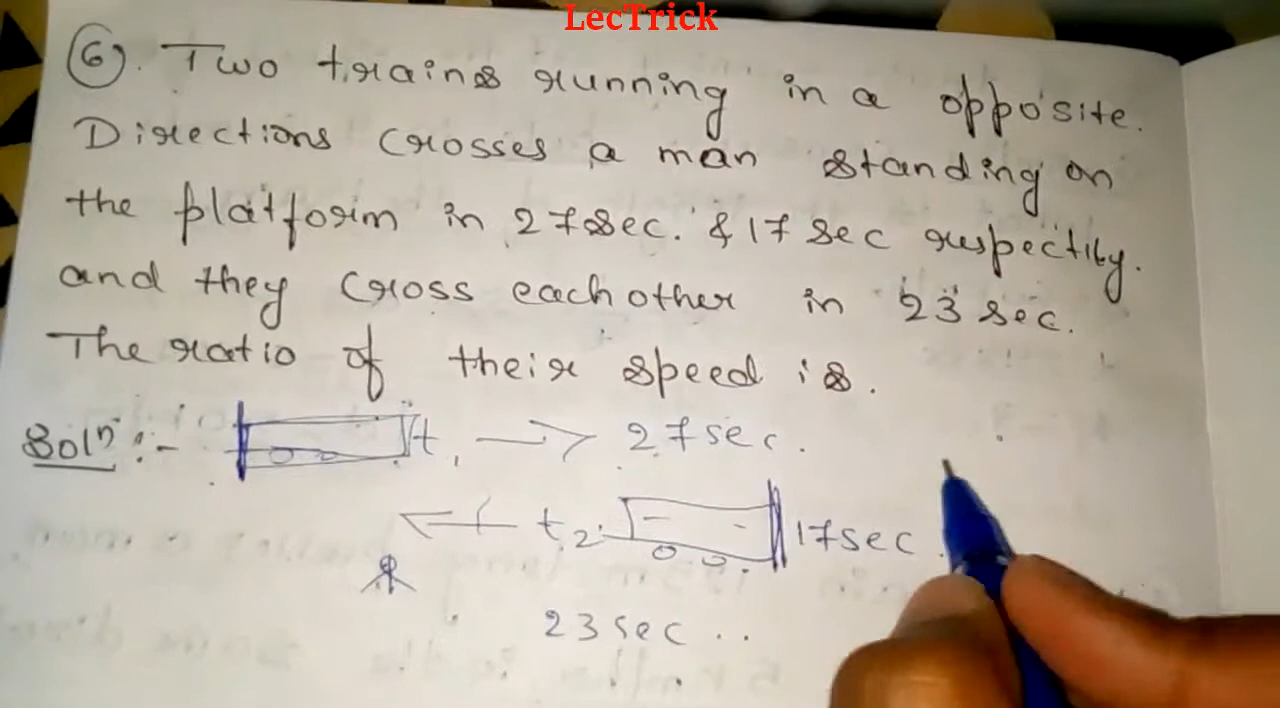 LecTrick
6). Two trains running in a opposite.
Directions crosses a man standing on
the platform in 27sec. & 17 sec respectily.
and they cross each other in 23 sec.
The ratio of their speed is.
Soln :- t1 → 27sec.
← t2. 17sec.
23 sec ..